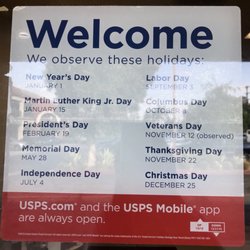 Welcome
We observe these holidays:
New Year's Day
JANUARY 1
Martin Luther King Jr. Day
JANUARY 15
President's Day
FEBRUARY 19
Memorial Day
MAY 28
Independence Day
JULY 4
Labor Day
SEPTEMBER 3
Columbus Day
OCTOBER 8
Veterans Day
NOVEMBER 12 (observed)
Thanksgiving Day
NOVEMBER 22
Christmas Day
DECEMBER 25
USPS.com® and the USPS Mobile® app
are always open.